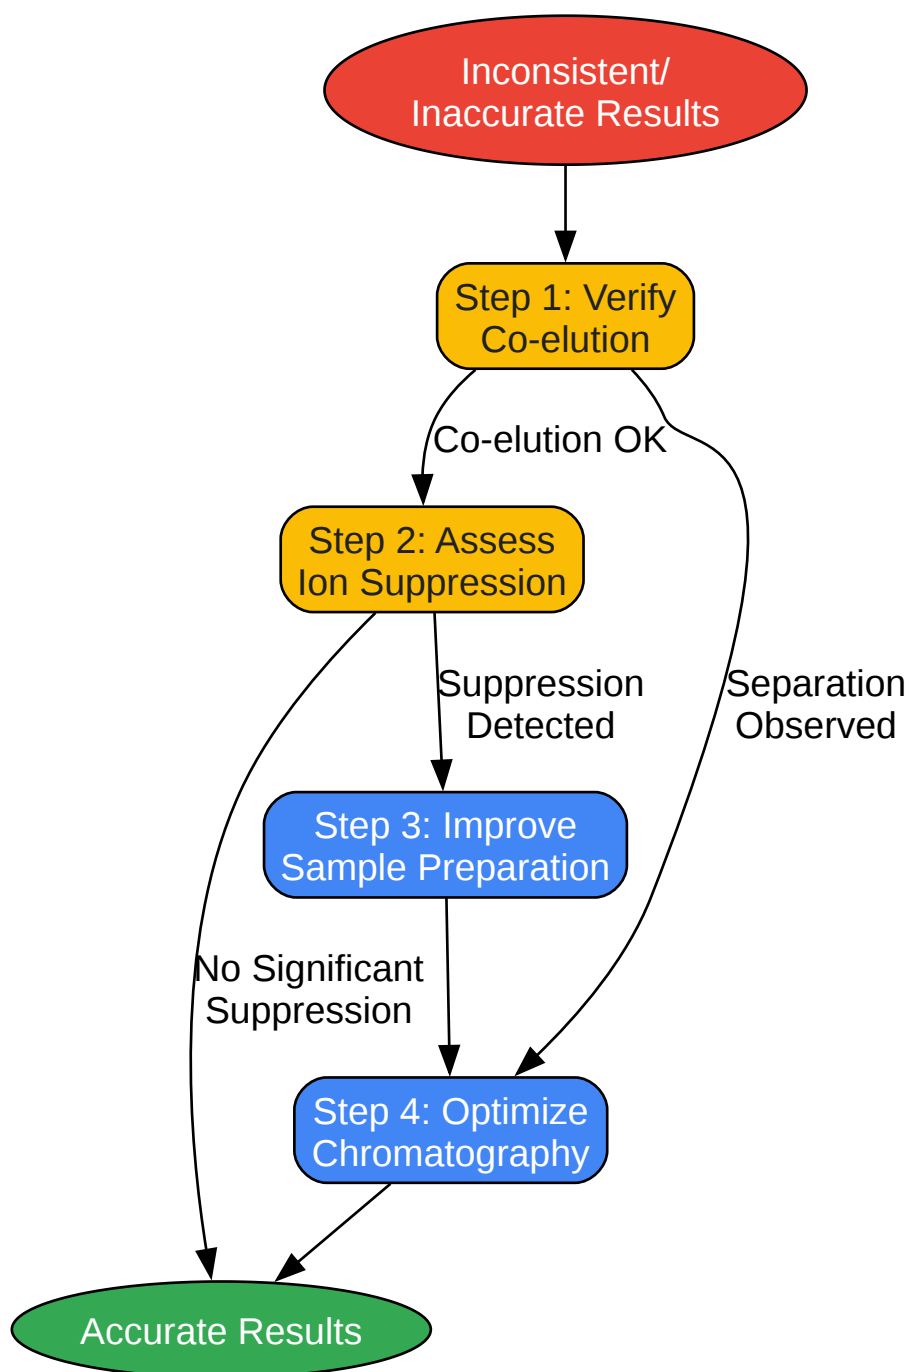 Inconsistent/
Inaccurate Results
Step 1: Verify
Co-elution
Co-elution OK
Step 2: Assess
Ion Suppression
Suppression
Detected
Separation
Observed
Step 3: Improve
Sample Preparation
No Significant
Suppression
Step 4: Optimize
Chromatography
Accurate Results